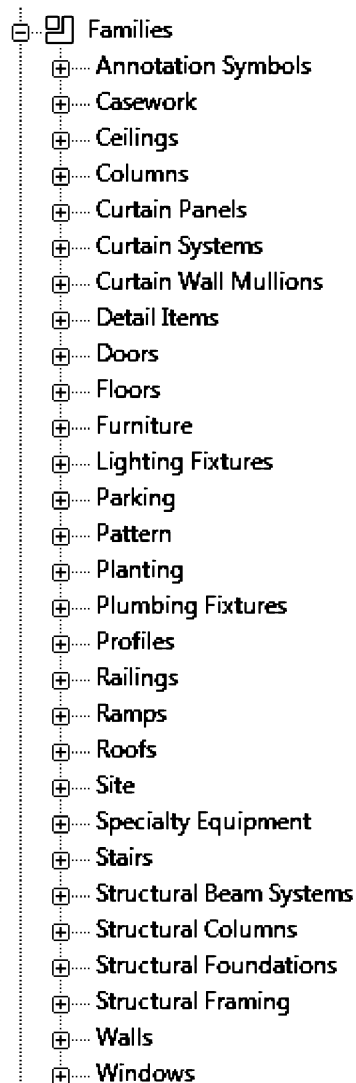 Families
Annotation Symbols
Casework
Ceilings
Columns
Curtain Panels
Curtain Systems
Curtain Wall Mullions
Detail Items
Doors
Floors
Furniture
Lighting Fixtures
Parking
Pattern
Planting
Plumbing Fixtures
Profiles
Railings
Ramps
Roofs
Site
Specialty Equipment
Stairs
Structural Beam Systems
Structural Columns
Structural Foundations
Structural Framing
Walls
Windows